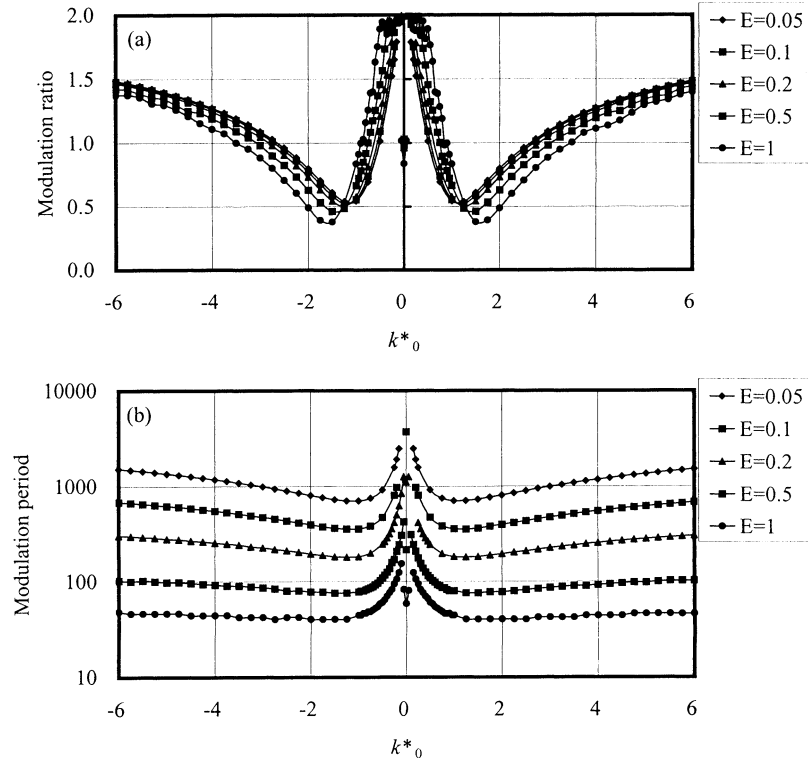 (a)
Modulation ratio
2.0
1.5
1.0
0.5
0.0
-6 -4 -2 0 2 4 6
k*0
E=0.05
E=0.1
E=0.2
E=0.5
E=1
(b)
Modulation period
10000
1000
100
10
-6 -4 -2 0 2 4 6
k*0
E=0.05
E=0.1
E=0.2
E=0.5
E=1